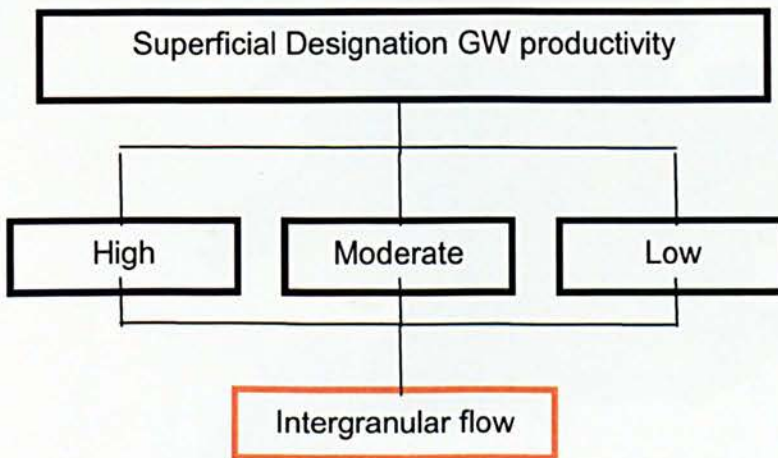 Superficial Designation GW productivity
High
Moderate
Low
Intergranular flow